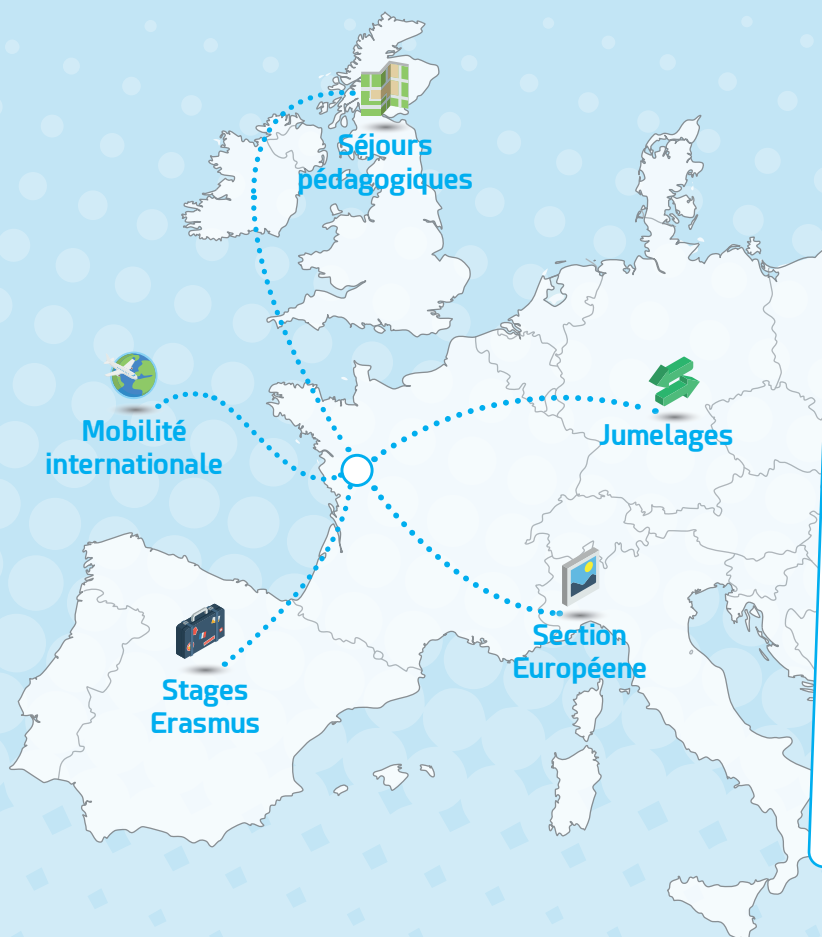 Séjours
pédagogiques
Mobilité
internationale
Jumelages
Section
Européene
Stages
Erasmus